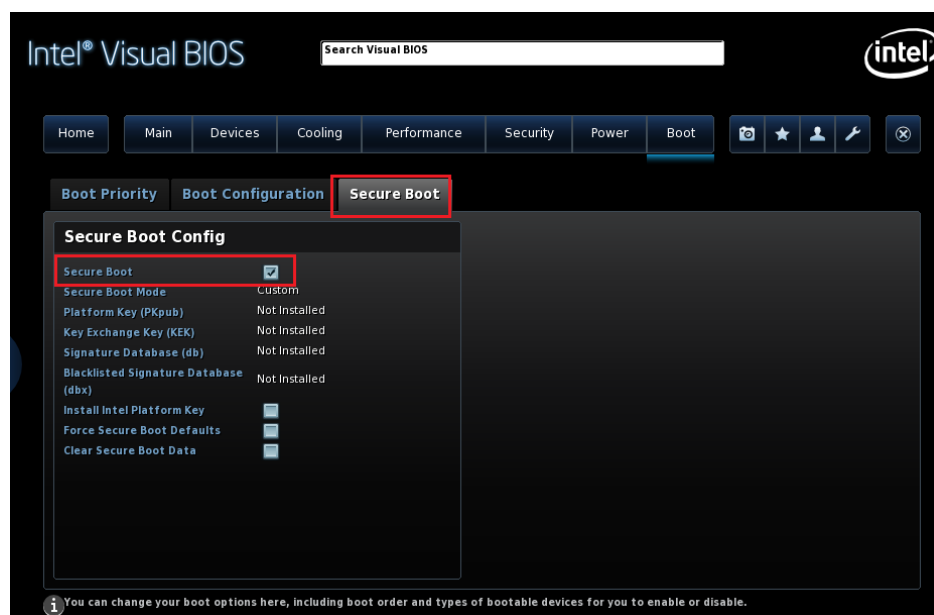 Intel® Visual BIOS
Search Visual BIOS
intel
Home Main Devices Cooling Performance Security Power Boot
Boot Priority Boot Configuration Secure Boot
Secure Boot Config
Secure Boot
Secure Boot Mode Custom
Platform Key (PKpub) Not Installed
Key Exchange Key (KEK) Not Installed
Signature Database (db) Not Installed
Blacklisted Signature Database
(dbx) Not Installed
Install Intel Platform Key
Force Secure Boot Defaults
Clear Secure Boot Data
You can change your boot options here, including boot order and types of bootable devices for you to enable or disable.